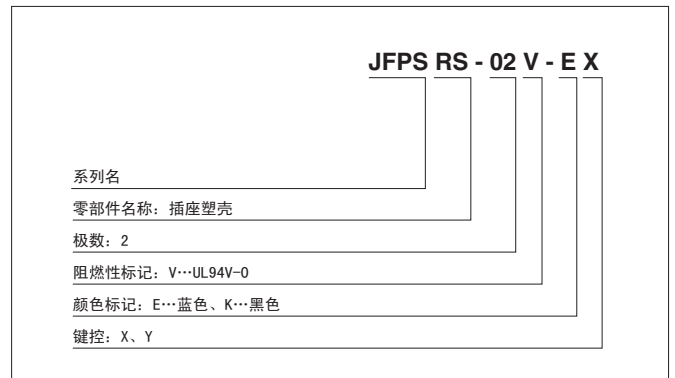 JFPS RS - 02 V - E X
系列名
零部件名称：插座塑壳
极数：2
阻燃性标记：V…UL94V-0
颜色标记：E…蓝色、K…黑色
键控：X、Y